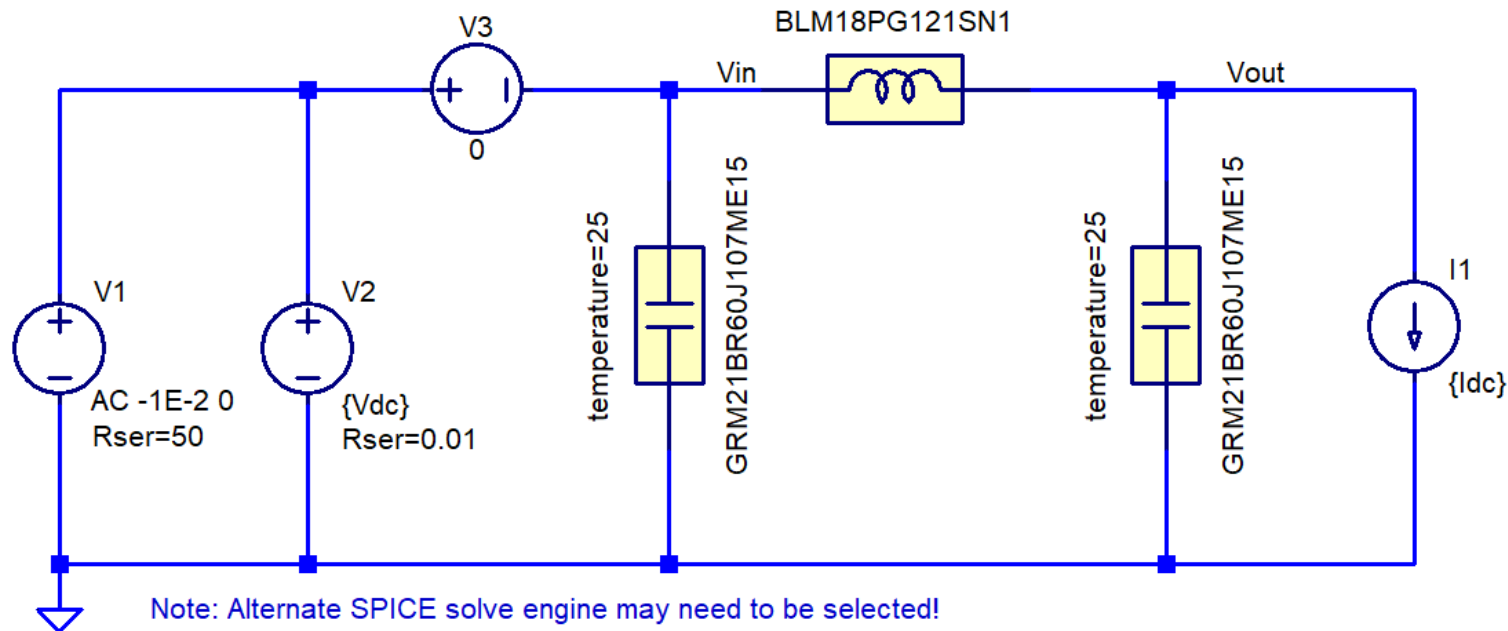 BLM18PG121SN1
V3
Vin
Vout
0
temperature=25
GRM21BR60J107ME15
temperature=25
GRM21BR60J107ME15
V1
AC -1E-2 0
Rser=50
V2
{Vdc}
Rser=0.01
I1
{Idc}
Note: Alternate SPICE solve engine may need to be selected!